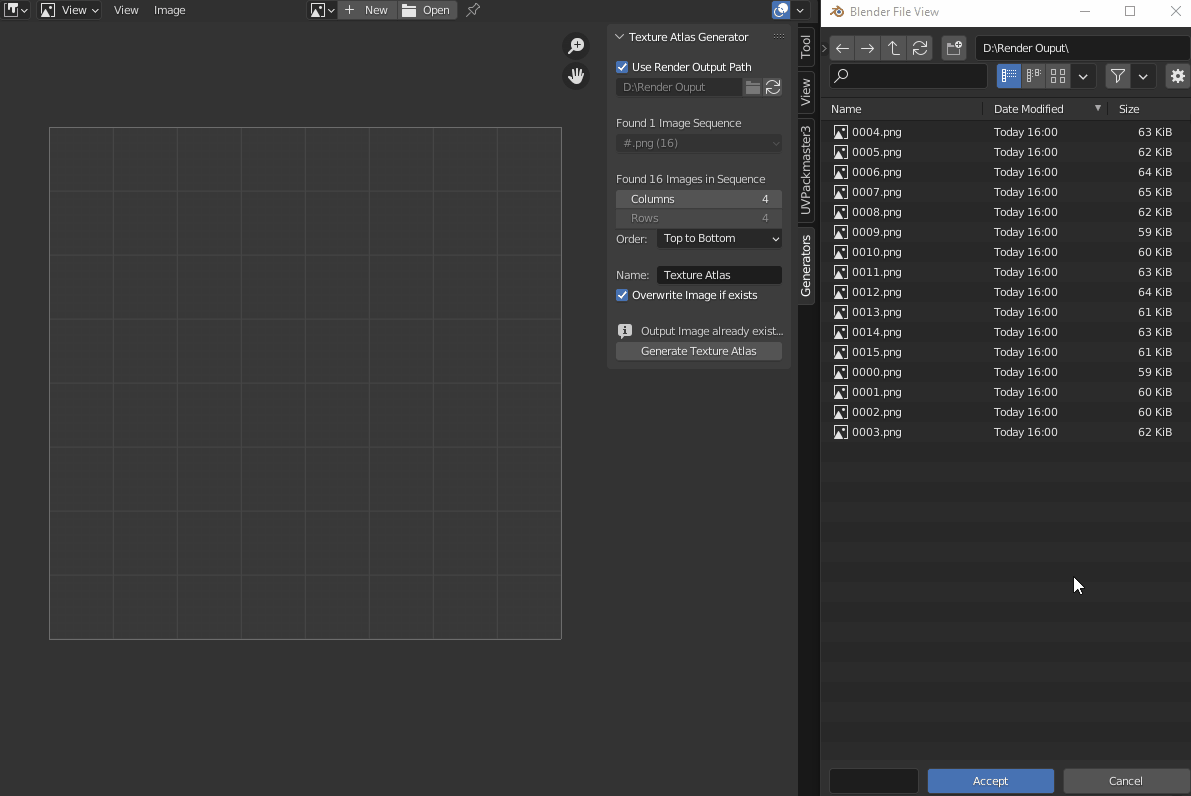 View View Image
New Open
Texture Atlas Generator
Use Render Output Path
D:\Render Ouput
Found 1 Image Sequence
#.png (16)
Found 16 Images in Sequence
Columns 4
Rows 4
Order: Top to Bottom
Name: Texture Atlas
Overwrite Image if exists
Output Image already exist...
Generate Texture Atlas
Tool
View
UVPackmaster3
Generators
Blender File View
D:\Render Ouput\
Name Date Modified Size
0004.png Today 16:00 63 KiB
0005.png Today 16:00 62 KiB
0006.png Today 16:00 64 KiB
0007.png Today 16:00 65 KiB
0008.png Today 16:00 62 KiB
0009.png Today 16:00 59 KiB
0010.png Today 16:00 60 KiB
0011.png Today 16:00 63 KiB
0012.png Today 16:00 64 KiB
0013.png Today 16:00 61 KiB
0014.png Today 16:00 63 KiB
0015.png Today 16:00 61 KiB
0000.png Today 16:00 59 KiB
0001.png Today 16:00 60 KiB
0002.png Today 16:00 60 KiB
0003.png Today 16:00 62 KiB
Accept Cancel